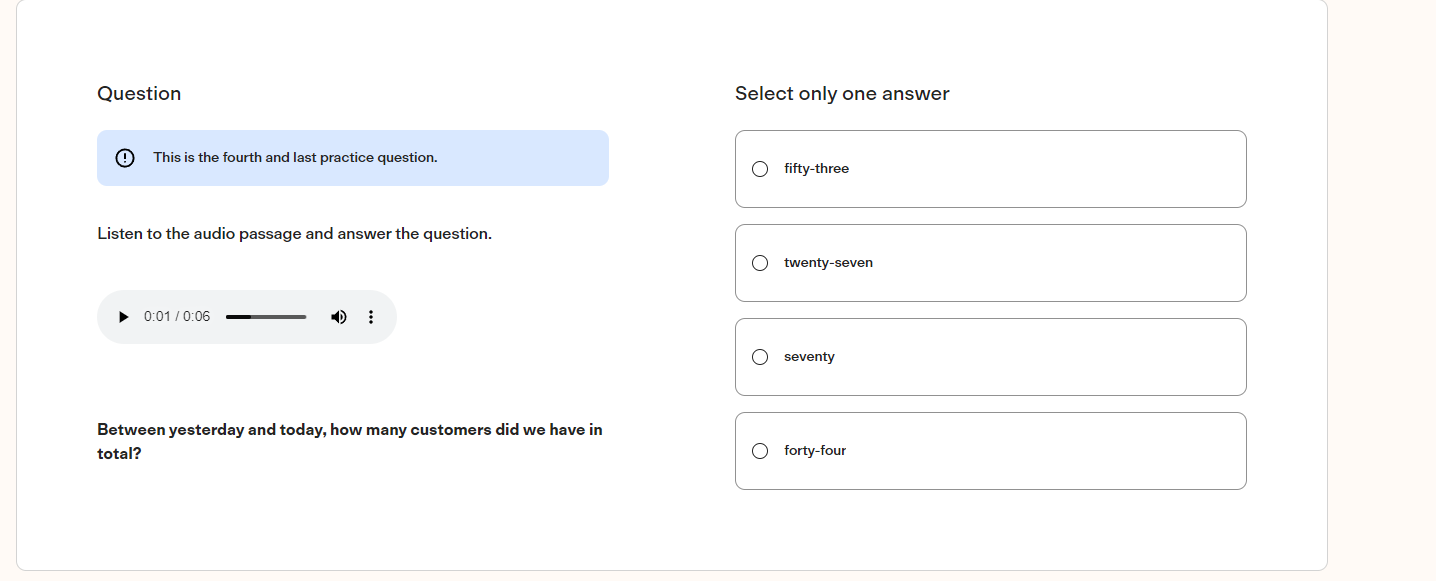 Question
This is the fourth and last practice question.
Listen to the audio passage and answer the question.
0:01 / 0:06
Between yesterday and today, how many customers did we have in
total?
Select only one answer
fifty-three
twenty-seven
seventy
forty-four